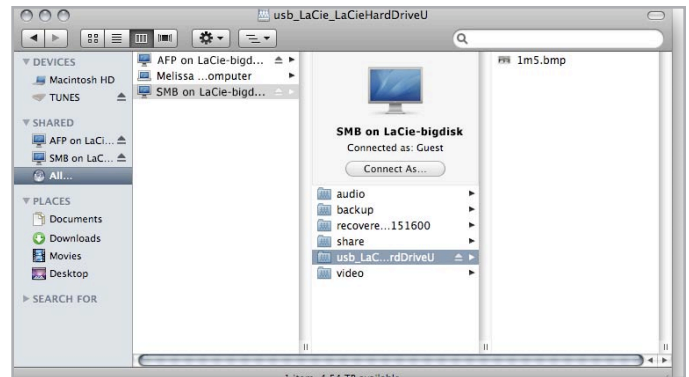 usb_LaCie_LaCieHardDriveU
DEVICES
Macintosh HD
TUNES
SHARED
AFP on LaCi...
SMB on LaC...
All...
PLACES
Documents
Downloads
Movies
Desktop
SEARCH FOR
AFP on LaCie-bigd...
Melissa ...omputer
SMB on LaCie-bigd...
SMB on LaCie-bigdisk
Connected as: Guest
Connect As...
audio
backup
recovere...151600
share
usb_LaC...rdDriveU
video
1m5.bmp